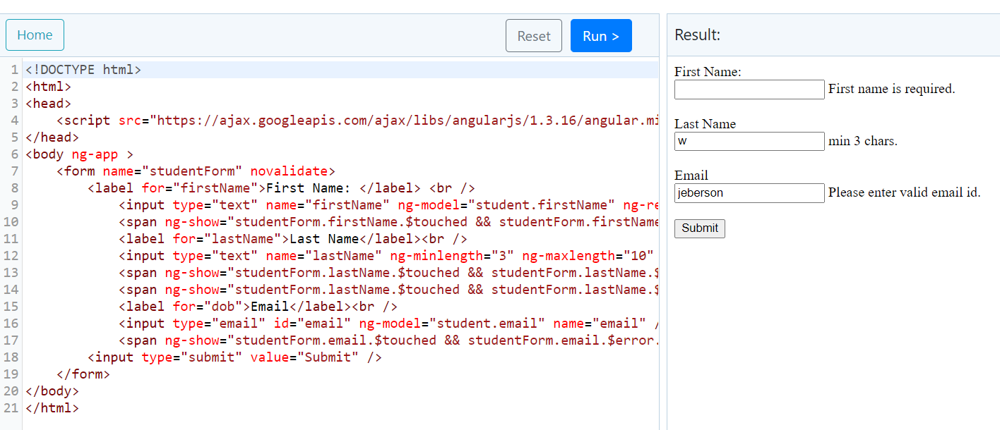 Home
Reset
Run >
1 <!DOCTYPE html>
2 <html>
3 <head>
4 <script src="https://ajax.googleapis.com/ajax/libs/angularjs/1.3.16/angular.mi
5 </head>
6 <body ng-app >
7 <form name="studentForm" novalidate>
8 <label for="firstName">First Name: </label> <br />
9 <input type="text" name="firstName" ng-model="student.firstName" ng-re
10 <span ng-show="studentForm.firstName.$touched && studentForm.firstName
11 <label for="lastName">Last Name</label><br />
12 <input type="text" name="lastName" ng-minlength="3" ng-maxlength="10"
13 <span ng-show="studentForm.lastName.$touched && studentForm.lastName.$
14 <span ng-show="studentForm.lastName.$touched && studentForm.lastName.$
15 <label for="dob">Email</label><br />
16 <input type="email" id="email" ng-model="student.email" name="email" /
17 <span ng-show="studentForm.email.$touched && studentForm.email.$error.
18 <input type="submit" value="Submit" />
19 </form>
20 </body>
21 </html>
Result:
First Name:
First name is required.
Last Name
w min 3 chars.
Email
jeberson Please enter valid email id.
Submit